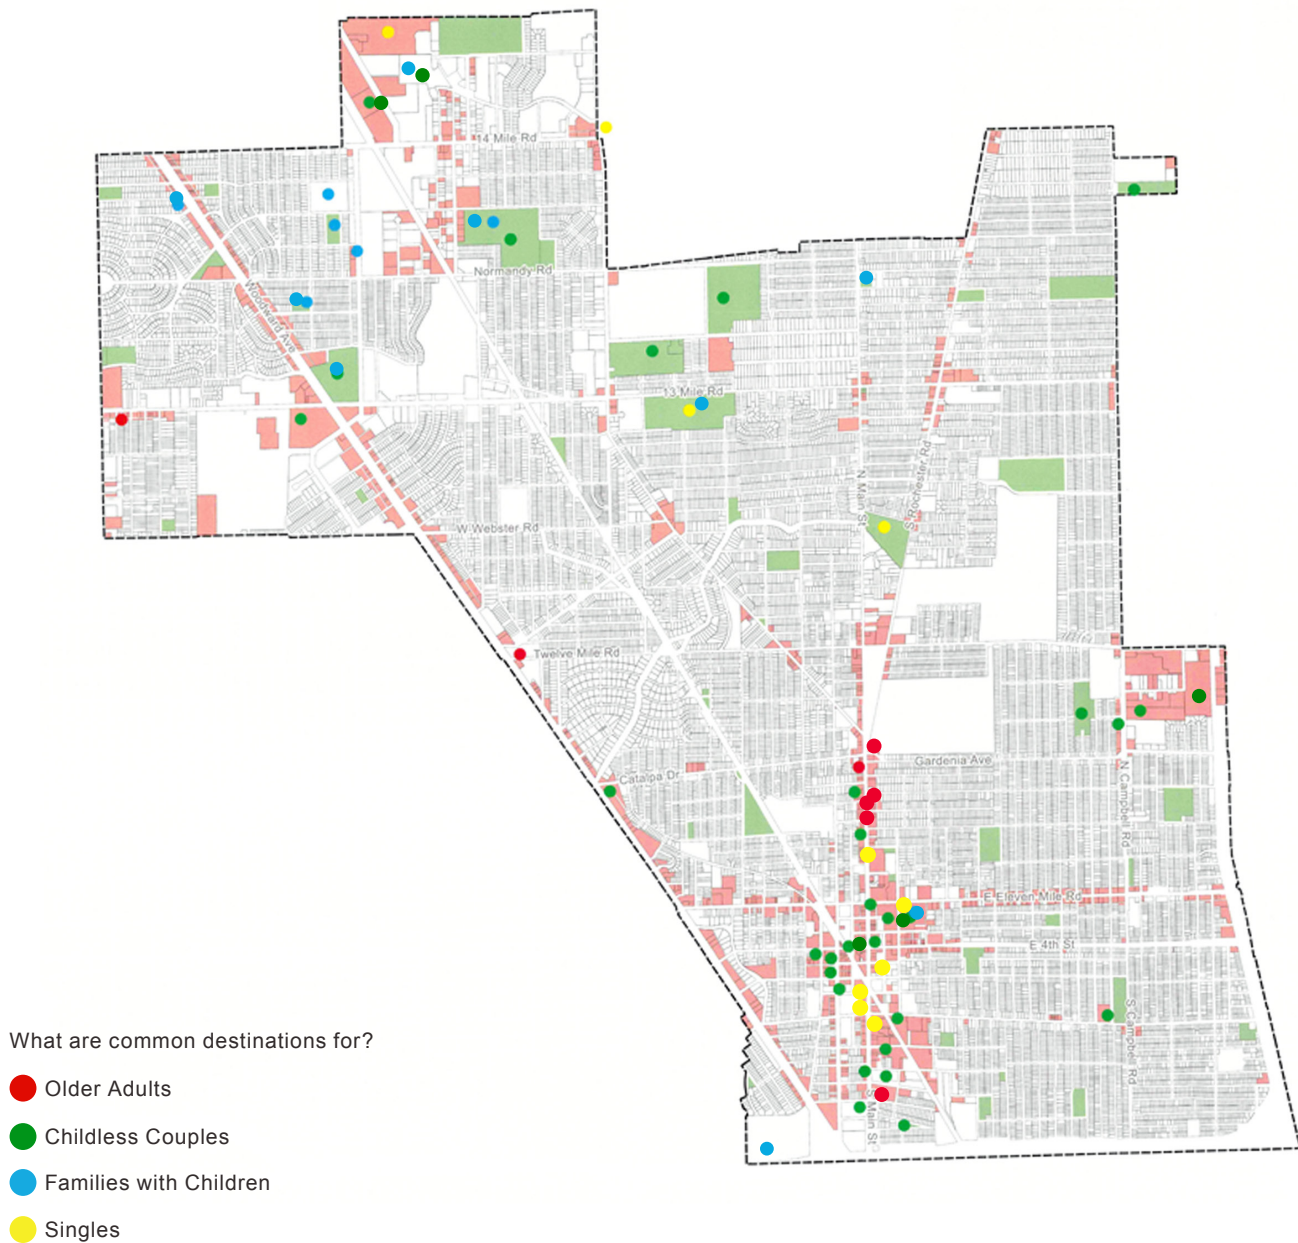 14 Mile Rd
Normandy Rd
Woodward Ave
13 Mile Rd
N Main St
S Rochester Rd
W Webster Rd
Twelve Mile Rd
Catalpa Dr
Gardenia Ave
N Campbell Rd
E Eleven Mile Rd
E 4th St
S Campbell Rd
S Main St
What are common destinations for?
Older Adults
Childless Couples
Families with Children
Singles